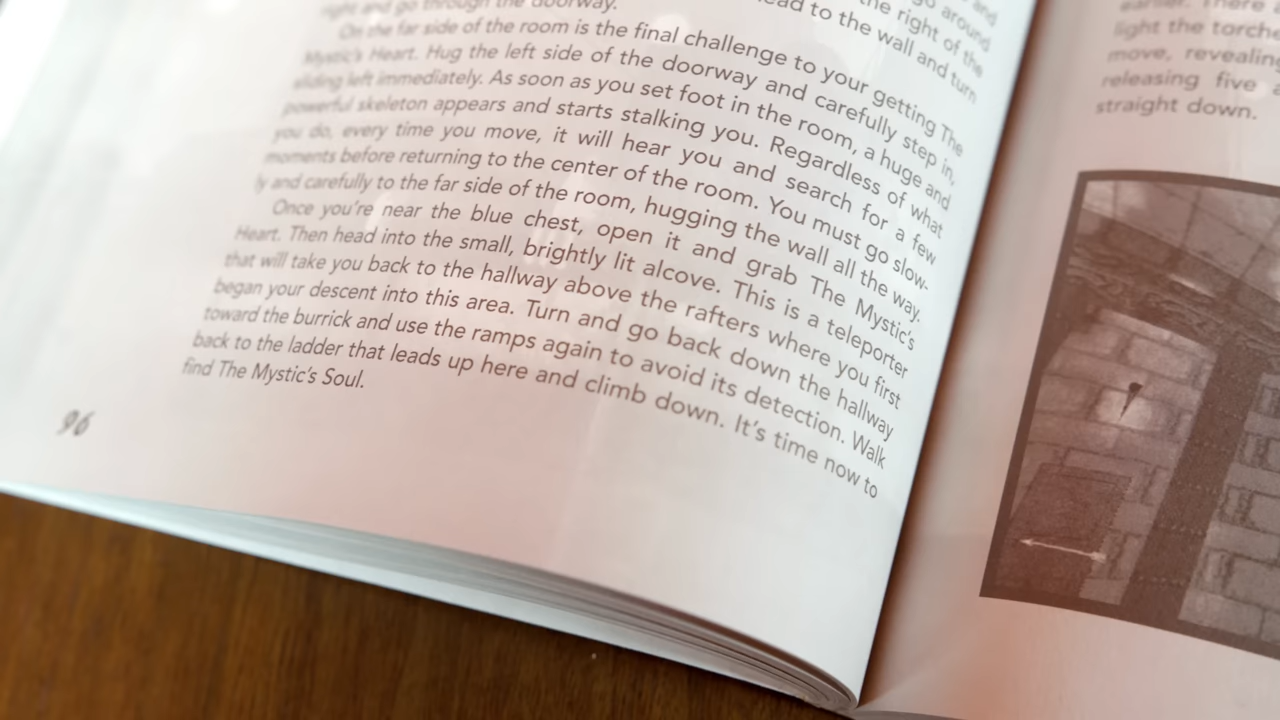 and
go around
the right of the
right and go through the doorway.
ead to the wall and turn
On the far side of the room is the final challenge to your getting The
Mystic's Heart. Hug the left side of the doorway and carefully step in,
sliding left immediately. As soon as you set foot in the room, a huge and
powerful skeleton appears and starts stalking you. Regardless of what
you do, every time you move, it will hear you and search for a few
moments before returning to the center of the room. You must go slow-
ly and carefully to the far side of the room, hugging the wall all the way.
Once you're near the blue chest, open it and grab The Mystic's
Heart. Then head into the small, brightly lit alcove. This is a teleporter
that will take you back to the hallway above the rafters where you first
began your descent into this area. Turn and go back down the hallway
toward the burrick and use the ramps again to avoid its detection. Walk
back to the ladder that leads up here and climb down. It's time now to
find The Mystic's Soul.
96
earlier. There
light the torche
move, revealing
releasing five
straight down.